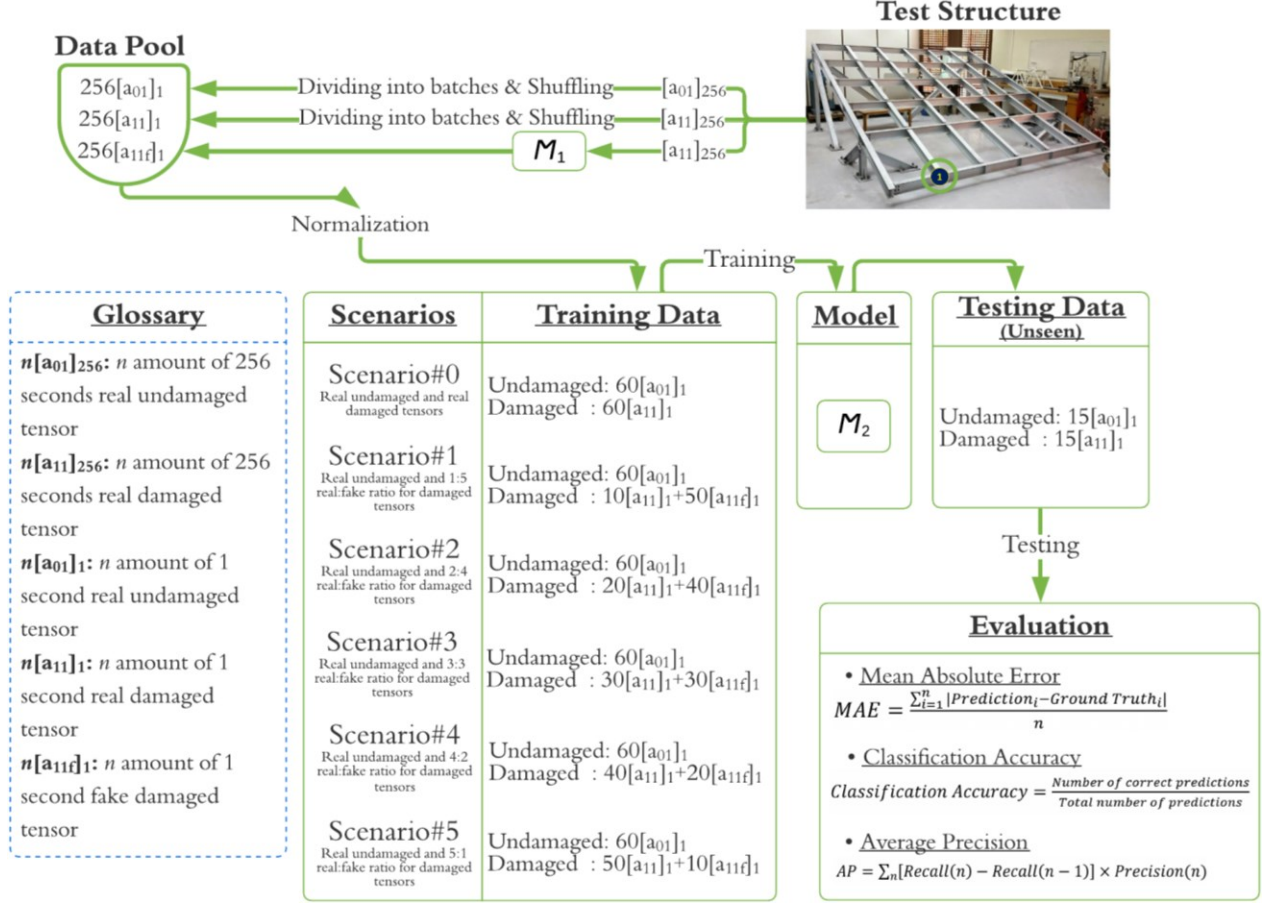 Test Structure
Data Pool
256[a₀₁]₁
Dividing into batches & Shuffling
[a₀₁]₂₅₆
256[a₁₁]₁
Dividing into batches & Shuffling
[a₁₁]₂₅₆
256[a₁₁f]₁
M₁
[a₁₁]₂₅₆
1
Normalization
Training
Glossary
n[a₀₁]₂₅₆: n amount of 256
seconds real undamaged
tensor
n[a₁₁]₂₅₆: n amount of 256
seconds real damaged
tensor
n[a₀₁]₁: n amount of 1
second real undamaged
tensor
n[a₁₁]₁: n amount of 1
second real damaged
tensor
n[a₁₁f]₁: n amount of 1
second fake damaged
tensor
Scenarios
Training Data
Scenario#0
Real undamaged and real
damaged tensors
Undamaged: 60[a₀₁]₁
Damaged : 60[a₁₁]₁
Scenario#1
Real undamaged and 1:5
real:fake ratio for damaged
tensors
Undamaged: 60[a₀₁]₁
Damaged : 10[a₁₁]₁+50[a₁₁f]₁
Scenario#2
Real undamaged and 2:4
real:fake ratio for damaged
tensors
Undamaged: 60[a₀₁]₁
Damaged : 20[a₁₁]₁+40[a₁₁f]₁
Scenario#3
Real undamaged and 3:3
real:fake ratio for damaged
tensors
Undamaged: 60[a₀₁]₁
Damaged : 30[a₁₁]₁+30[a₁₁f]₁
Scenario#4
Real undamaged and 4:2
real:fake ratio for damaged
tensors
Undamaged: 60[a₀₁]₁
Damaged : 40[a₁₁]₁+20[a₁₁f]₁
Scenario#5
Real undamaged and 5:1
real:fake ratio for damaged
tensors
Undamaged: 60[a₀₁]₁
Damaged : 50[a₁₁]₁+10[a₁₁f]₁
Model
M₂
Testing Data
(Unseen)
Undamaged: 15[a₀₁]₁
Damaged : 15[a₁₁]₁
Testing
Evaluation
• Mean Absolute Error
MAE = ∑ⁿᵢ₌₁|Predictionᵢ−Ground Truthᵢ| / n
• Classification Accuracy
Classification Accuracy = Number of correct predictions / Total number of predictions
• Average Precision
AP = ∑ₙ[Recall(n) − Recall(n − 1)] × Precision(n)